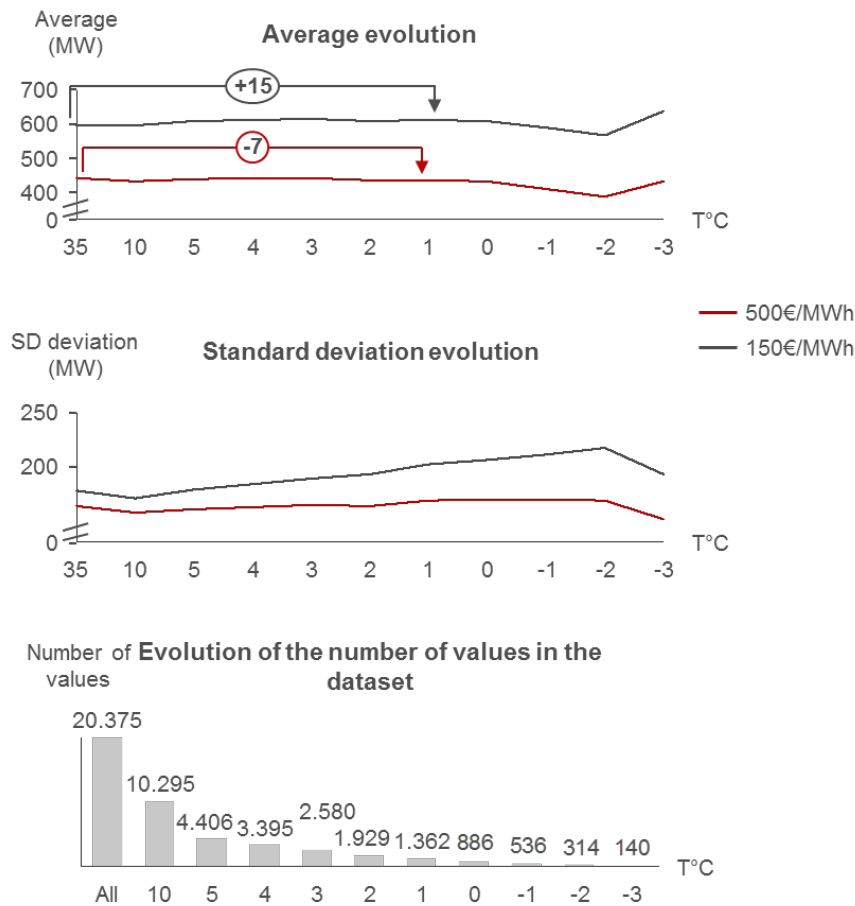 Average
(MW)
Average evolution
700
600
500
400
0
+15
-7
T°C
35 10 5 4 3 2 1 0 -1 -2 -3
500€/MWh
150€/MWh
SD deviation
(MW)
Standard deviation evolution
250
200
0
T°C
35 10 5 4 3 2 1 0 -1 -2 -3
Number of
values
Evolution of the number of values in the
dataset
20.375
10.295
4.406
3.395
2.580
1.929
1.362
886
536
314
140
T°C
All 10 5 4 3 2 1 0 -1 -2 -3